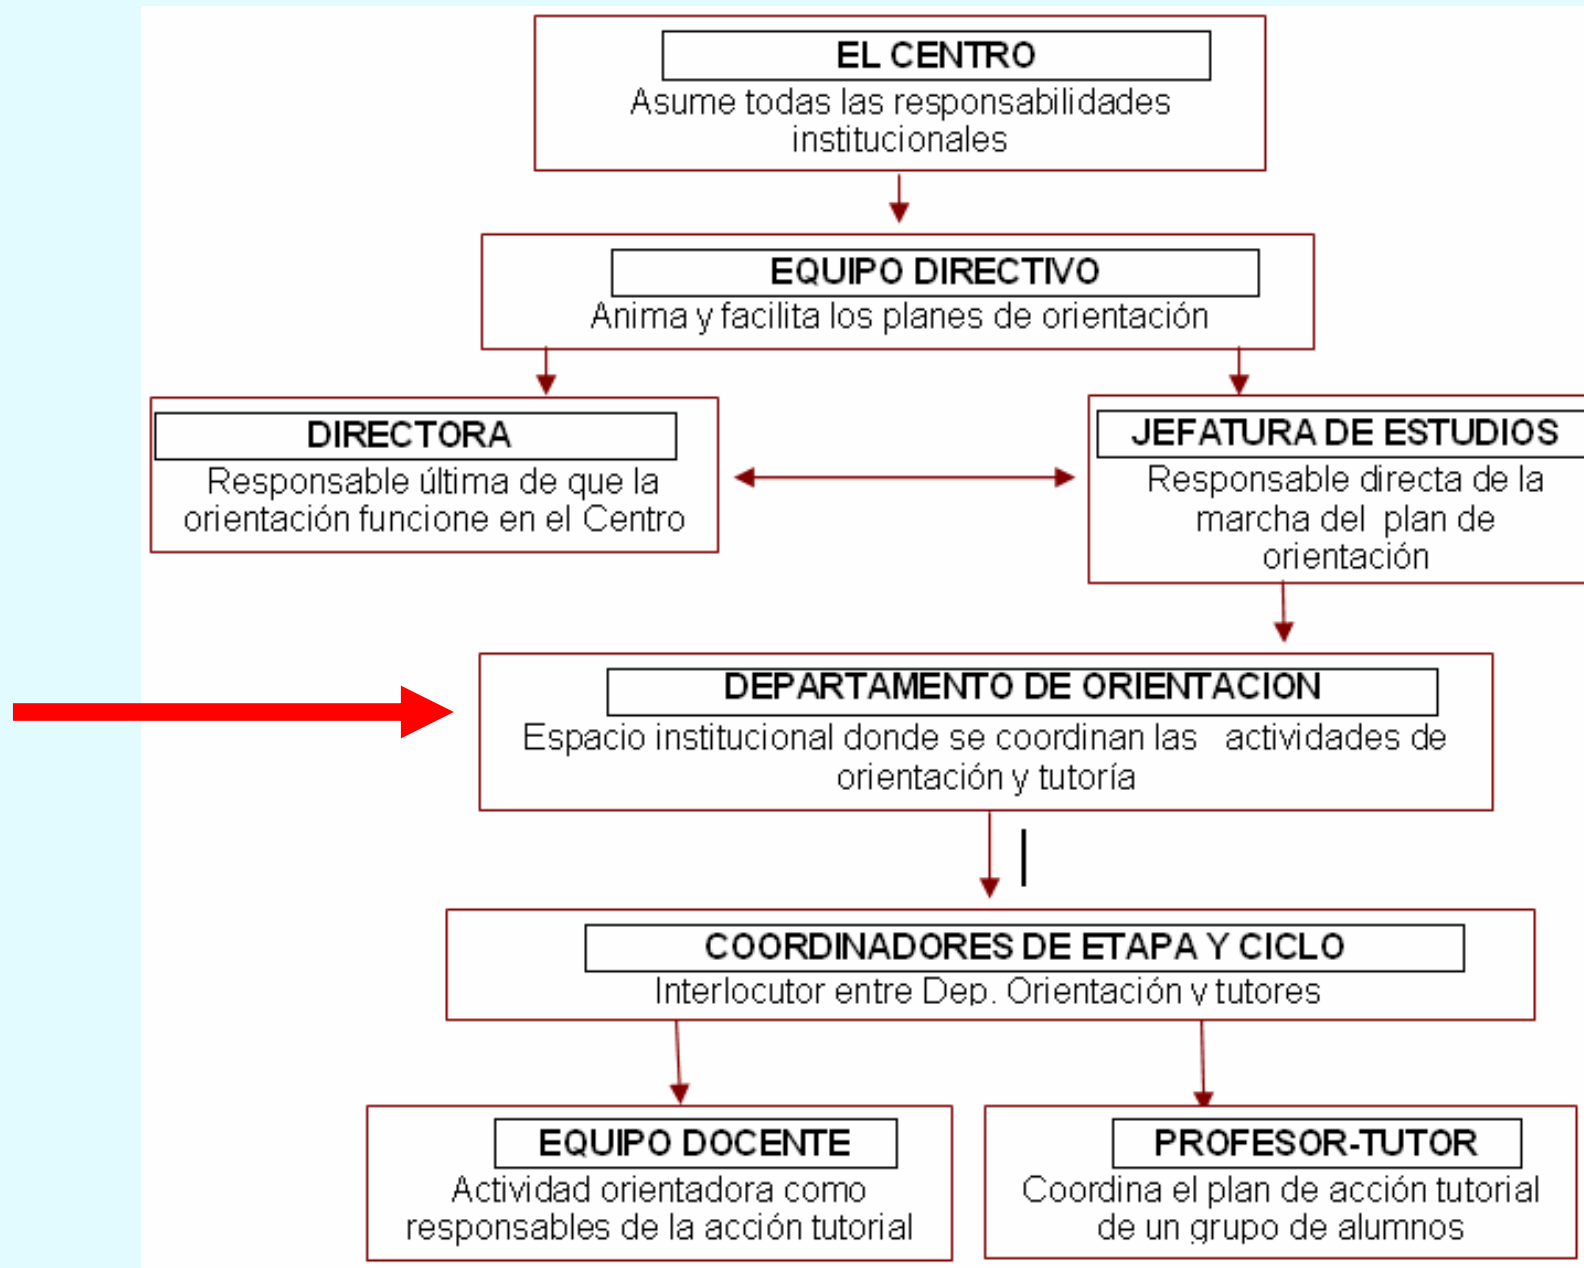 EL CENTRO
Asume todas las responsabilidades
institucionales
EQUIPO DIRECTIVO
Anima y facilita los planes de orientación
DIRECTORA
Responsable última de que la
orientación funcione en el Centro
JEFATURA DE ESTUDIOS
Responsable directa de la
marcha del plan de
orientación
DEPARTAMENTO DE ORIENTACION
Espacio institucional donde se coordinan las actividades de
orientación y tutoría
COORDINADORES DE ETAPA Y CICLO
Interlocutor entre Dep. Orientación y tutores
EQUIPO DOCENTE
Actividad orientadora como
responsables de la acción tutorial
PROFESOR-TUTOR
Coordina el plan de acción tutorial
de un grupo de alumnos